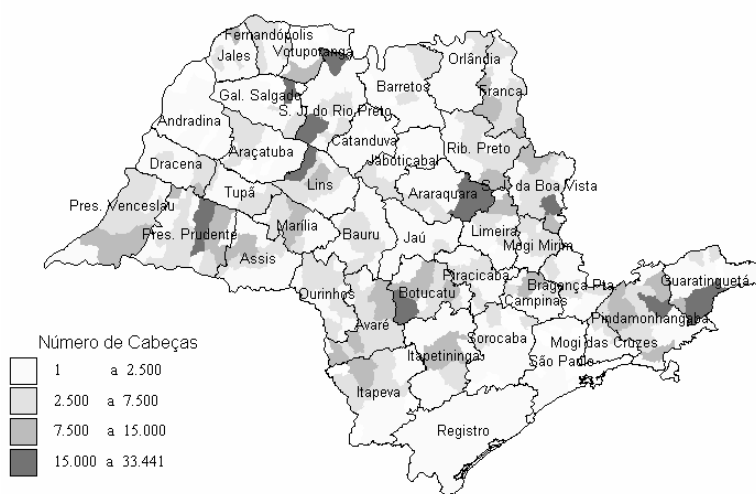 Fernandópolis
Jales
Votuporanga
Orlândia
Gal. Salgado
Barretos
Franca
S. J. do Rio Preto
Andradina
Catanduva
Araçatuba
Rib. Preto
Dracena
Jaboticabal
Lins
Tupã
Araraquara
S. J. da Boa Vista
Pres. Venceslau
Pres. Prudente
Marília
Bauru
Jaú
Limeira
Mogi Mirim
Assis
Piracicaba
Bragança Pta.
Guaratinguetá
Ourinhos
Botucatu
Campinas
Pindamonhangaba
Avaré
Sorocaba
Mogi das Cruzes
Itapetininga
São Paulo
Itapeva
Registro
Número de Cabeças
1 a 2.500
2.500 a 7.500
7.500 a 15.000
15.000 a 33.441